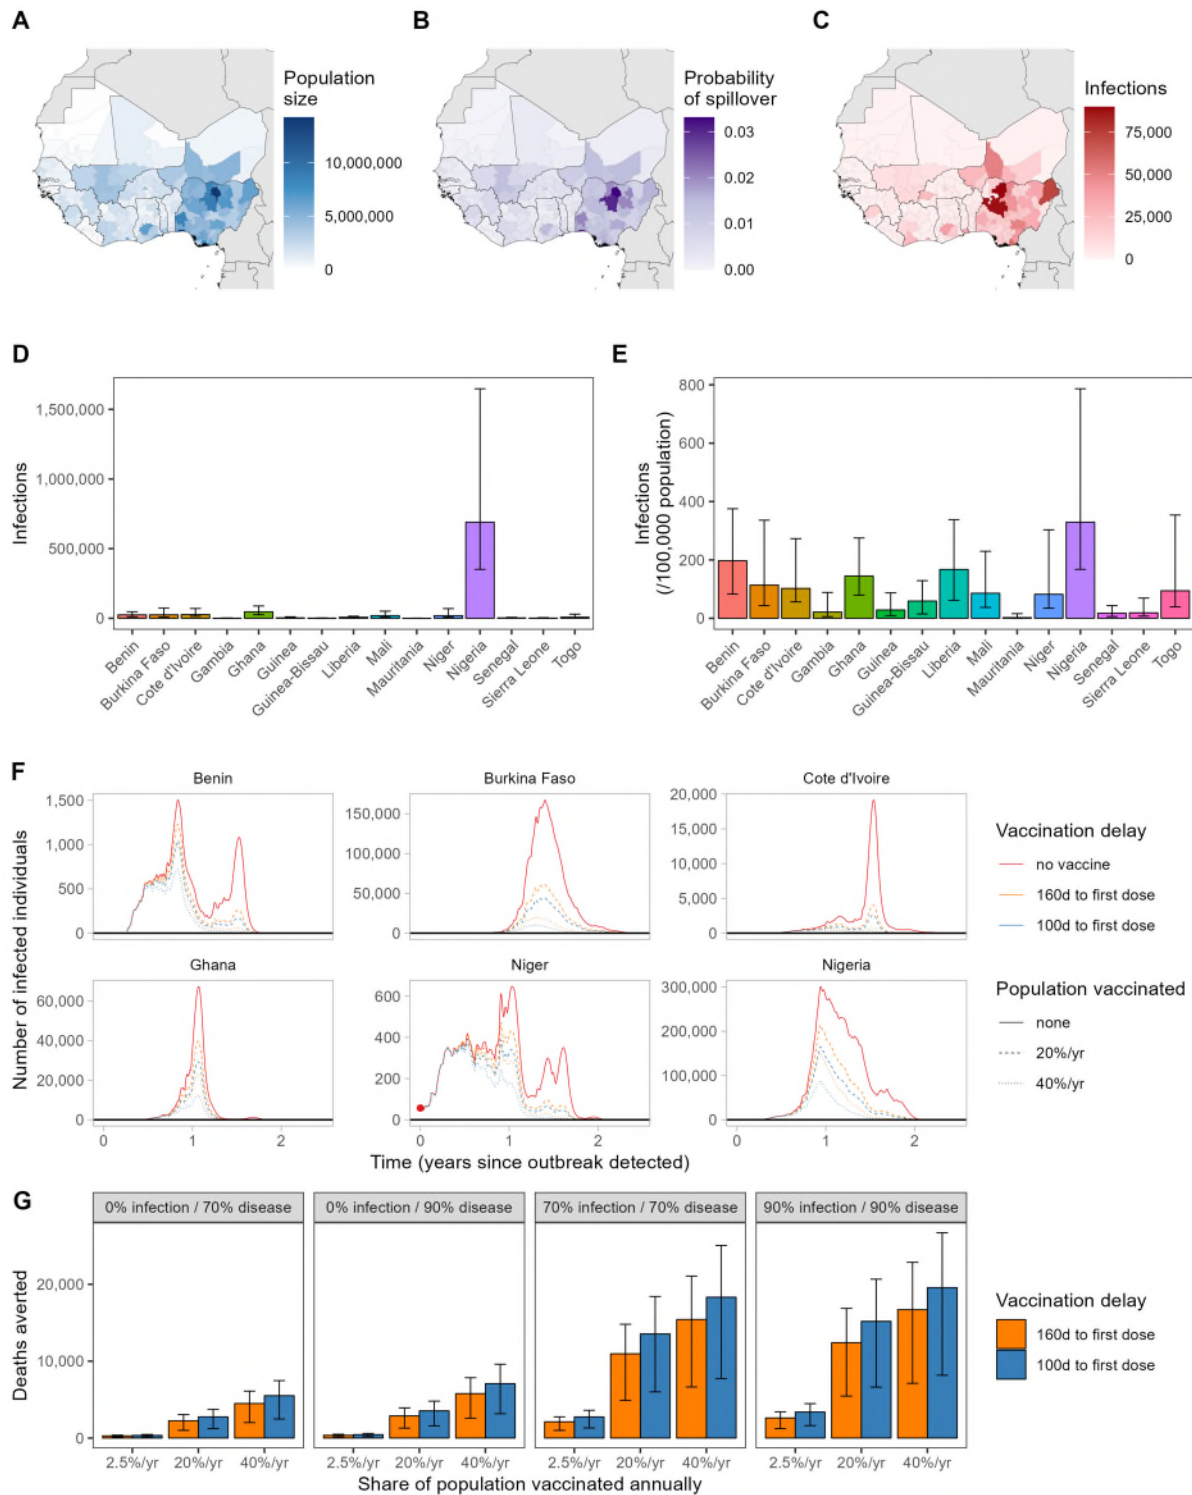 A
B
C
Population
size
10,000,000
5,000,000
0
Probability
of spillover
0.03
0.02
0.01
0.00
Infections
75,000
50,000
25,000
0
D
E
Infections
1,500,000
1,000,000
500,000
0
Benin
Burkina Faso
Cote d'Ivoire
Gambia
Ghana
Guinea
Guinea-Bissau
Liberia
Mali
Mauritania
Niger
Nigeria
Senegal
Sierra Leone
Togo
Infections
(/100,000 population)
800
600
400
200
0
Benin
Burkina Faso
Cote d'Ivoire
Gambia
Ghana
Guinea
Guinea-Bissau
Liberia
Mali
Mauritania
Niger
Nigeria
Senegal
Sierra Leone
Togo
F
Number of infected individuals
Benin
1,500
1,000
500
0
Burkina Faso
150,000
100,000
50,000
0
Cote d'Ivoire
20,000
15,000
10,000
5,000
0
Ghana
60,000
40,000
20,000
0
0 1 2
Niger
600
400
200
0
0 1 2
Nigeria
300,000
200,000
100,000
0
0 1 2
Time (years since outbreak detected)
Vaccination delay
no vaccine
160d to first dose
100d to first dose
Population vaccinated
none
20%/yr
40%/yr
G
Deaths averted
20,000
10,000
0
0% infection / 70% disease
0% infection / 90% disease
70% infection / 70% disease
90% infection / 90% disease
2.5%/yr 20%/yr 40%/yr
2.5%/yr 20%/yr 40%/yr
2.5%/yr 20%/yr 40%/yr
2.5%/yr 20%/yr 40%/yr
Share of population vaccinated annually
Vaccination delay
160d to first dose
100d to first dose